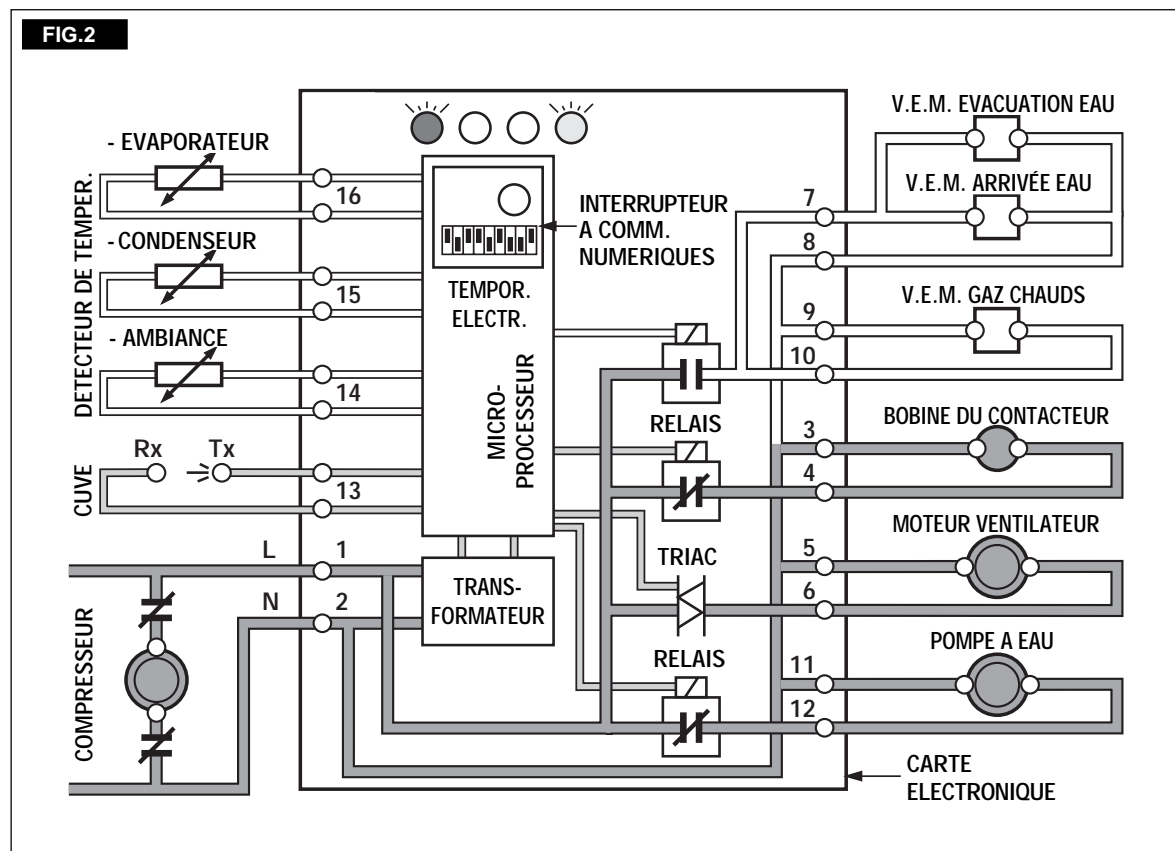 FIG.2
- EVAPORATEUR
16
- CONDENSEUR
15
- AMBIANCE
14
DETECTEUR DE TEMPER.
Rx Tx
13
CUVE
L 1
N 2
COMPRESSEUR
INTERRUPTEUR
A COMM.
NUMERIQUES
TEMPOR.
ELECTR.
MICRO-
PROCESSEUR
TRANS-
FORMATEUR
RELAIS
TRIAC
RELAIS
V.E.M. EVACUATION EAU
V.E.M. ARRIVÉE EAU
7
8
V.E.M. GAZ CHAUDS
9
10
BOBINE DU CONTACTEUR
3
4
MOTEUR VENTILATEUR
5
6
POMPE A EAU
11
12
CARTE
ELECTRONIQUE